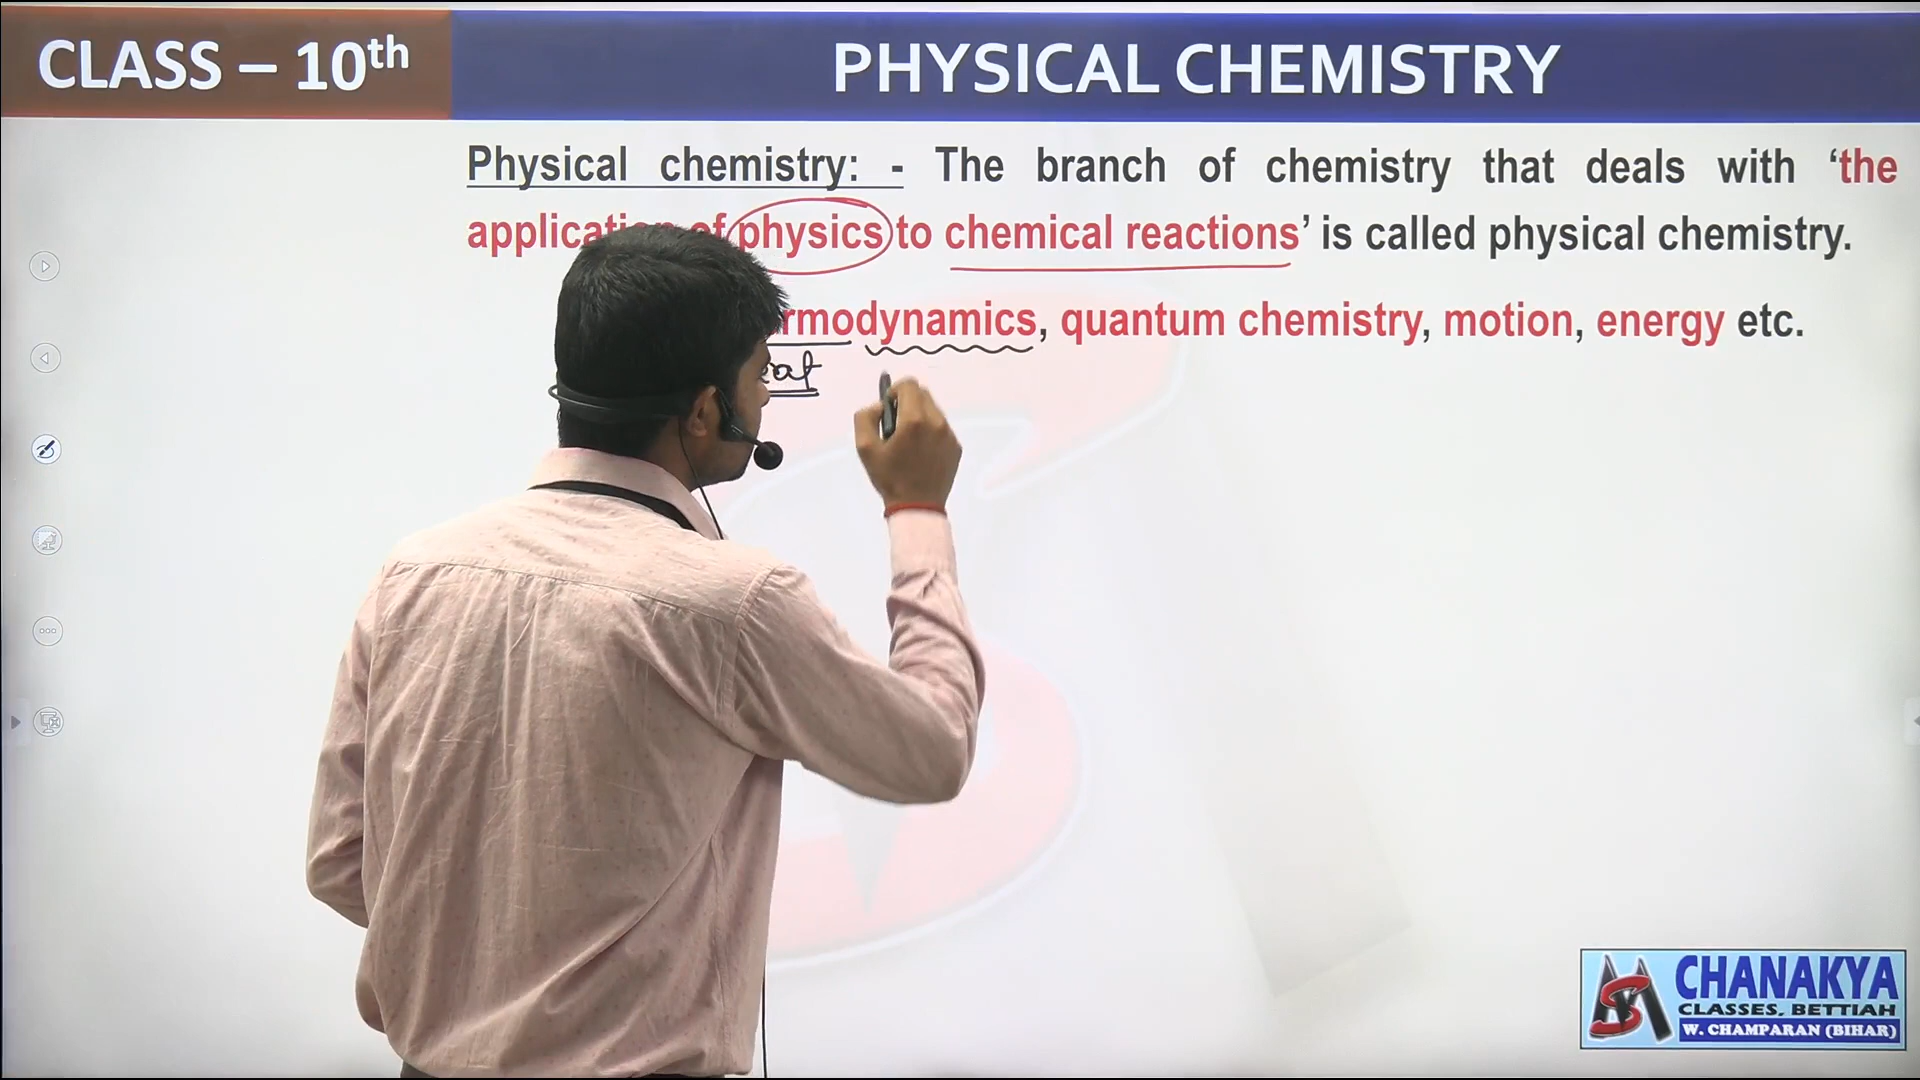 CLASS – 10th
PHYSICAL CHEMISTRY
Physical chemistry: - The branch of chemistry that deals with ‘the
of physics to chemical reactions’ is called physical chemistry.
quantum chemistry, motion, energy etc.
CHANAKYA
CLASSES, BETTIAH
W. CHAMPARAN (BIHAR)